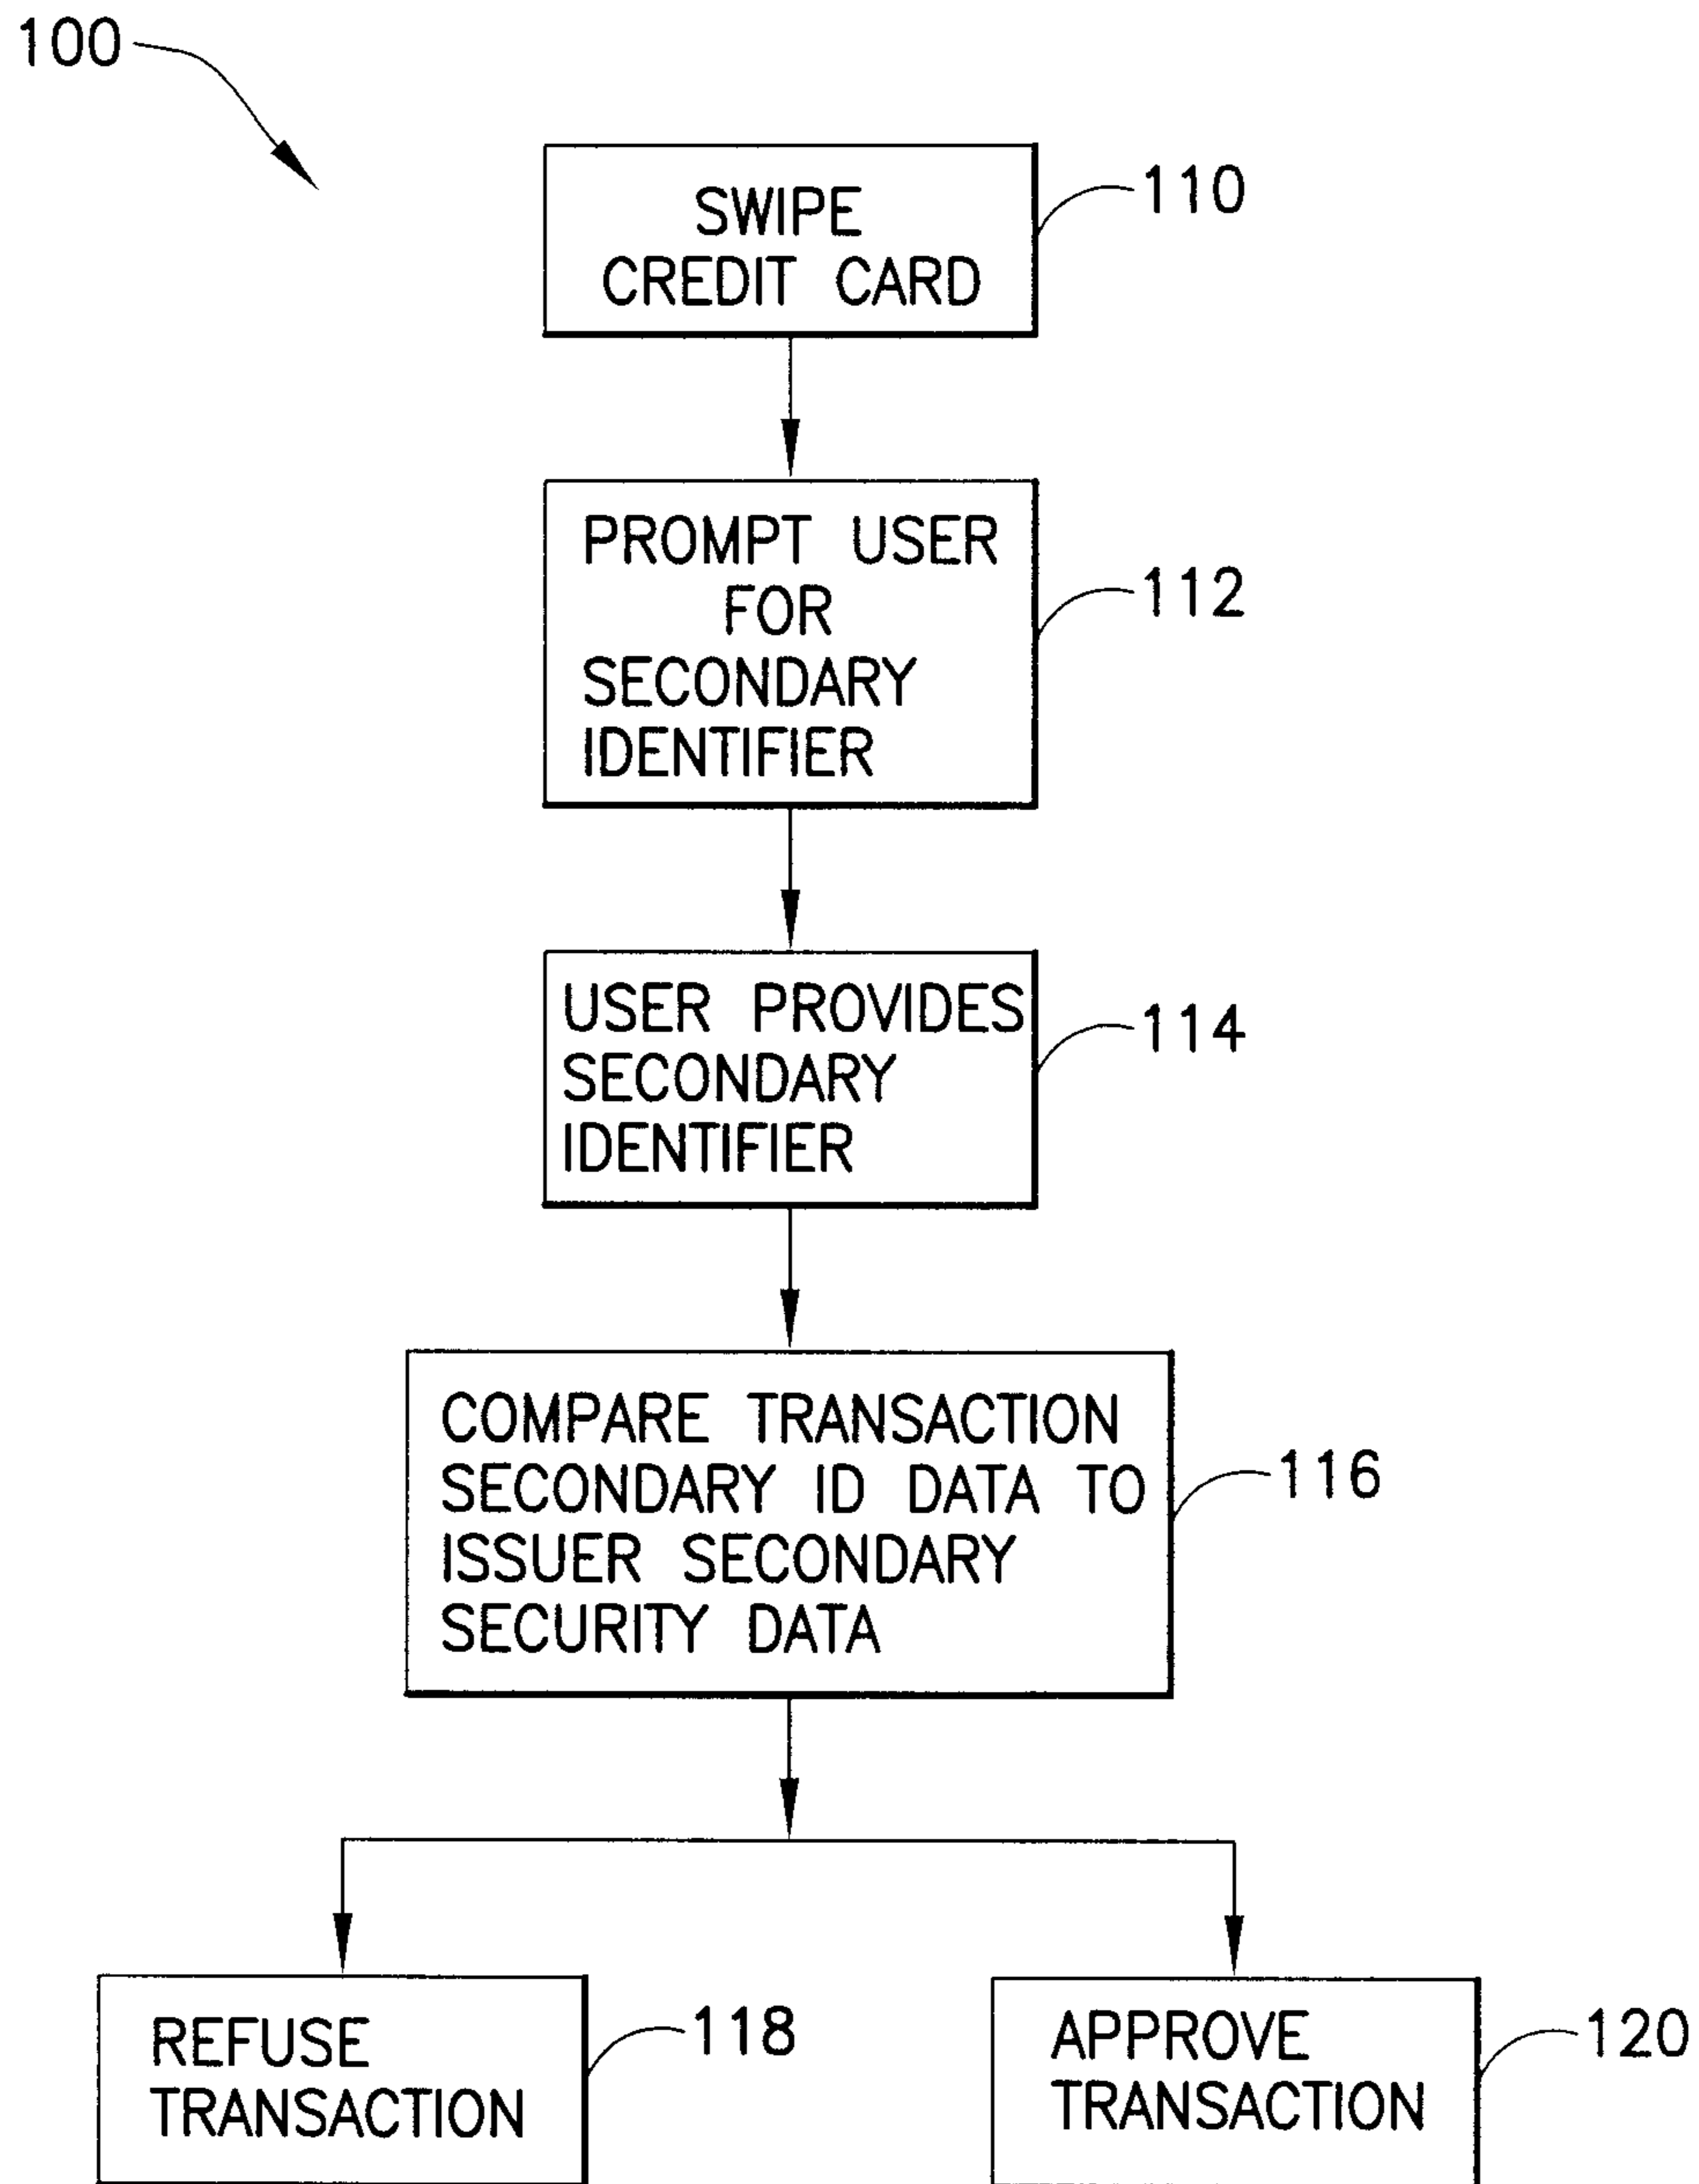 100
SWIPE
CREDIT CARD
110
PROMPT USER
FOR
SECONDARY
IDENTIFIER
112
USER PROVIDES
SECONDARY
IDENTIFIER
114
COMPARE TRANSACTION
SECONDARY ID DATA TO
ISSUER SECONDARY
SECURITY DATA
116
REFUSE
TRANSACTION
118
APPROVE
TRANSACTION
120